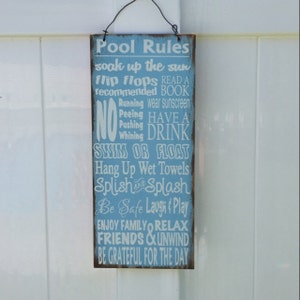 Pool Rules
soak up the sun
flip flops recommended
READ A BOOK
NO
Running
Peeing
Pushing
Whining
wear sunscreen
HAVE A DRINK
SWIM OR FLOAT
Hang Up Wet Towels
Splish and Splash
Be Safe Laugh & Play
ENJOY FAMILY & FRIENDS
RELAX & UNWIND
BE GRATEFUL FOR THE DAY